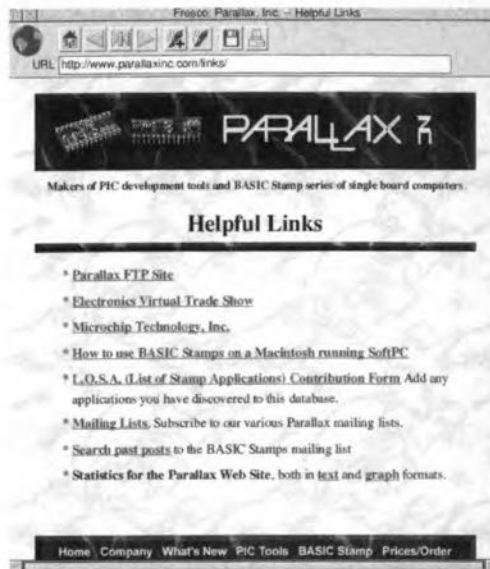 Fresco: Parallax, Inc. -- Helpful Links
URL http://www.parallaxinc.com/links/
PARALLAX
Makers of PIC development tools and BASIC Stamp series of single board computers.
Helpful Links
* Parallax FTP Site
* Electronics Virtual Trade Show
* Microchip Technology, Inc.
* How to use BASIC Stamps on a Macintosh running SoftPC
* L.O.S.A. (List of Stamp Applications) Contribution Form Add any
applications you have discovered to this database.
* Mailing Lists. Subscribe to our various Parallax mailing lists.
* Search past posts to the BASIC Stamps mailing list
* Statistics for the Parallax Web Site, both in text and graph formats.
Home Company What's New PIC Tools BASIC Stamp Prices/Order